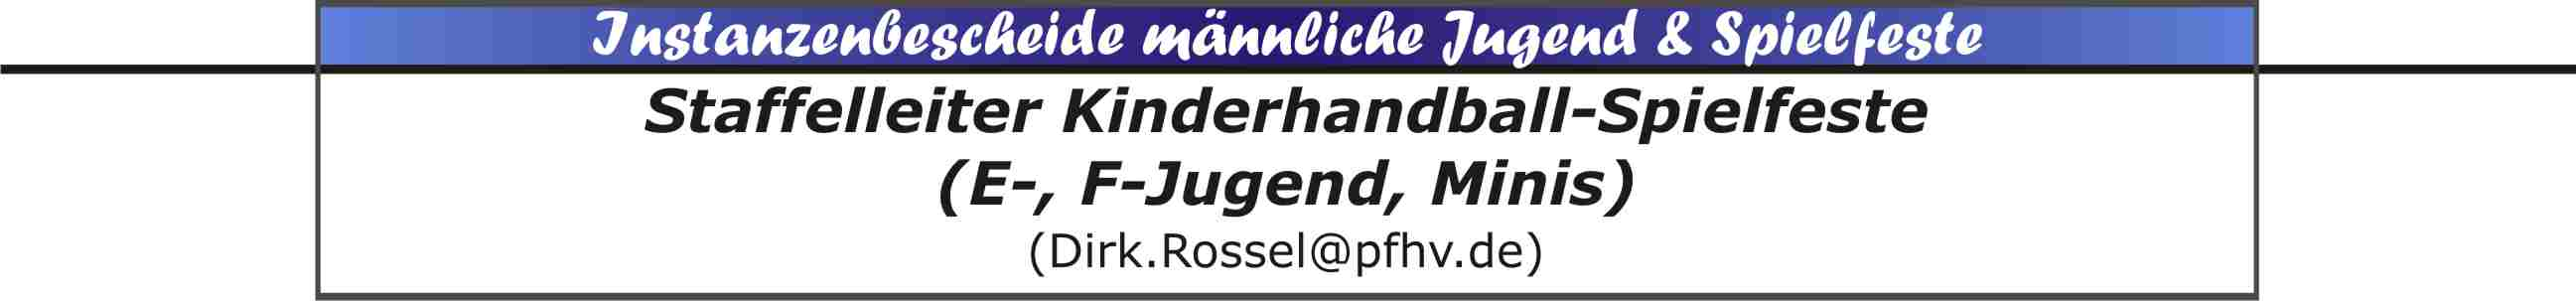 Instanzenbescheide männliche Jugend & Spielfeste
Staffelleiter Kinderhandball-Spielfeste
(E-, F-Jugend, Minis)
(Dirk.Rossel@pfhv.de)